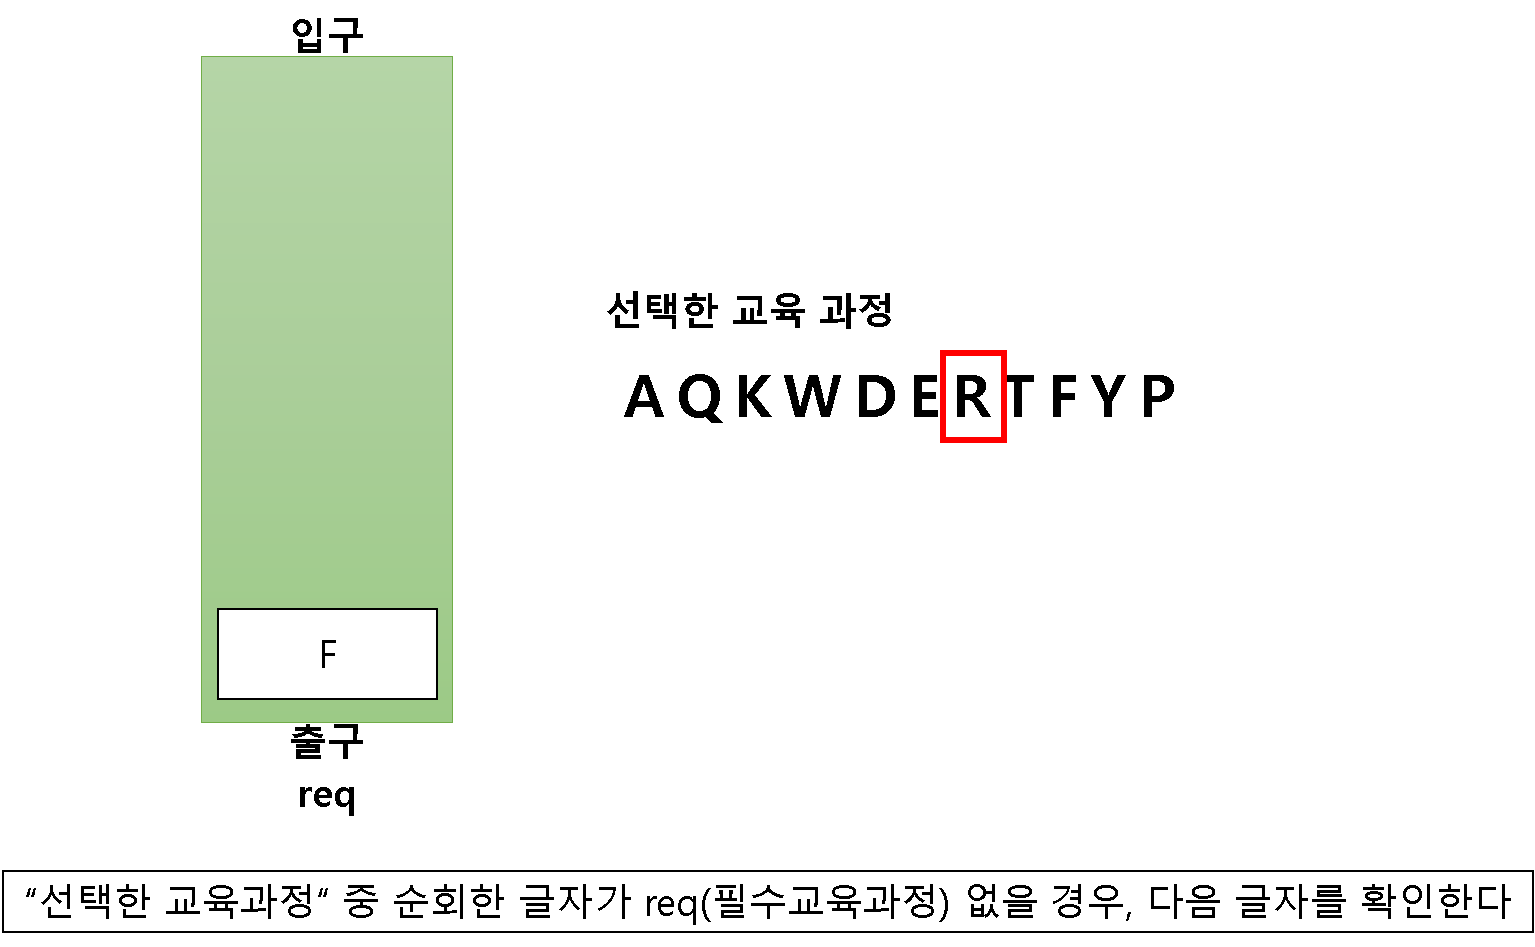 입구
선택한 교육 과정
A Q K W D E R T F Y P
F
출구
req
“선택한 교육과정“ 중 순회한 글자가 req(필수교육과정) 없을 경우, 다음 글자를 확인한다